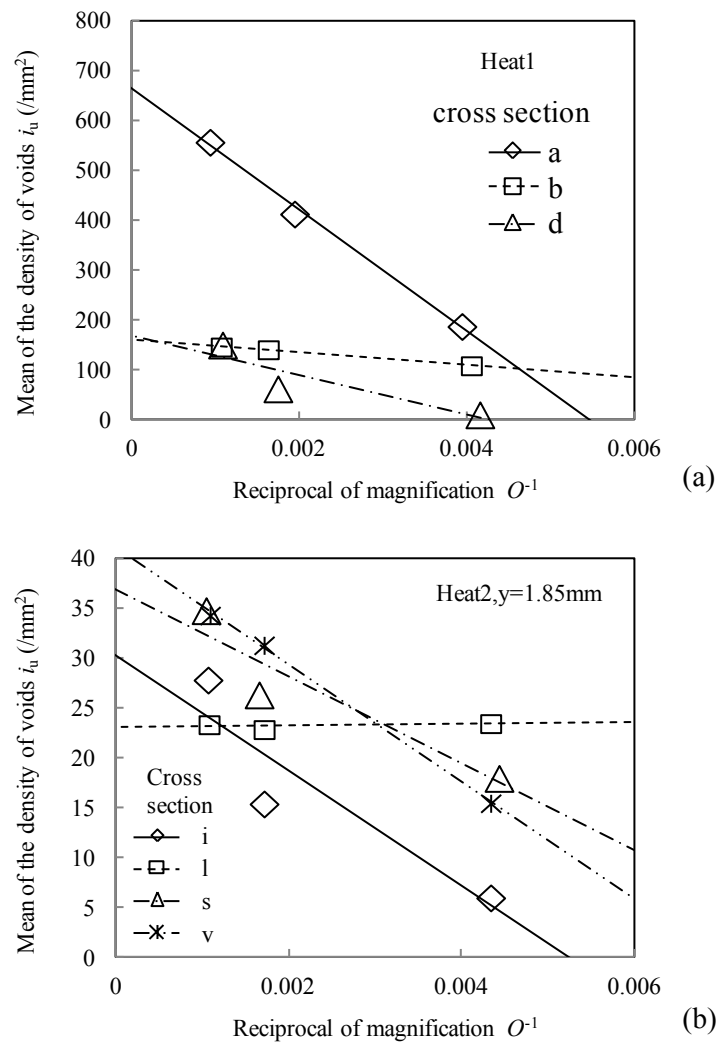 800
700
600
500
400
300
200
100
0
Mean of the density of voids iu (/mm2)
Heat1
cross section
a
b
d
0 0.002 0.004 0.006
Reciprocal of magnification O-1
(a)
40
35
30
25
20
15
10
5
0
Mean of the density of voids iu (/mm2)
Heat2,y=1.85mm
Cross
section
i
l
s
v
0 0.002 0.004 0.006
Reciprocal of magnification O-1
(b)